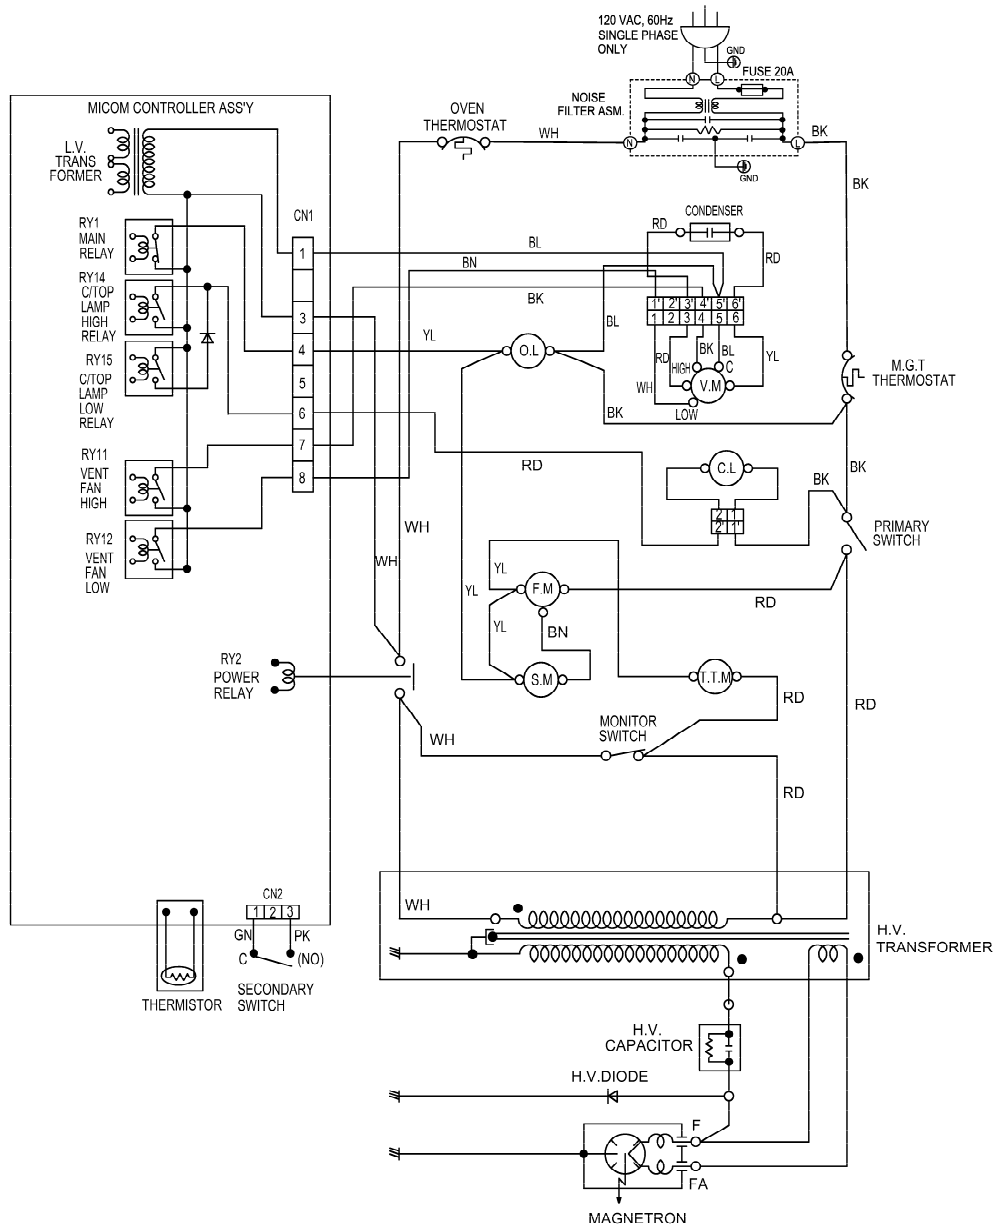 120 VAC, 60Hz
SINGLE PHASE
ONLY
GND
N
L
FUSE 20A
NOISE
FILTER ASM.
N
L
GND
BK
BK
MICOM CONTROLLER ASS'Y
L.V.
TRANS
FORMER
OVEN
THERMOSTAT
WH
CN1
RY1
MAIN
RELAY
RY14
C/TOP
LAMP
HIGH
RELAY
RY15
C/TOP
LAMP
LOW
RELAY
RY11
VENT
FAN
HIGH
RY12
VENT
FAN
LOW
1
3
4
5
6
7
8
BL
BN
BK
YL
RD
CONDENSER
RD
RD
1' 2' 3' 4' 5' 6'
1 2 3 4 5 6
BL
RD
BK
BL
YL
HIGH
C
V.M
WH
LOW
O.L
BK
M.G.T
THERMOSTAT
C.L
BK
BK
2 1
2' 1'
PRIMARY
SWITCH
WH
WH
YL
YL
F.M
YL
BN
RD
S.M
T.T.M
RD
RD
RY2
POWER
RELAY
MONITOR
SWITCH
WH
RD
WH
H.V.
TRANSFORMER
CN2
1 2 3
GN
PK
C
(NO)
SECONDARY
SWITCH
THERMISTOR
H.V.
CAPACITOR
H.V.DIODE
F
FA
MAGNETRON